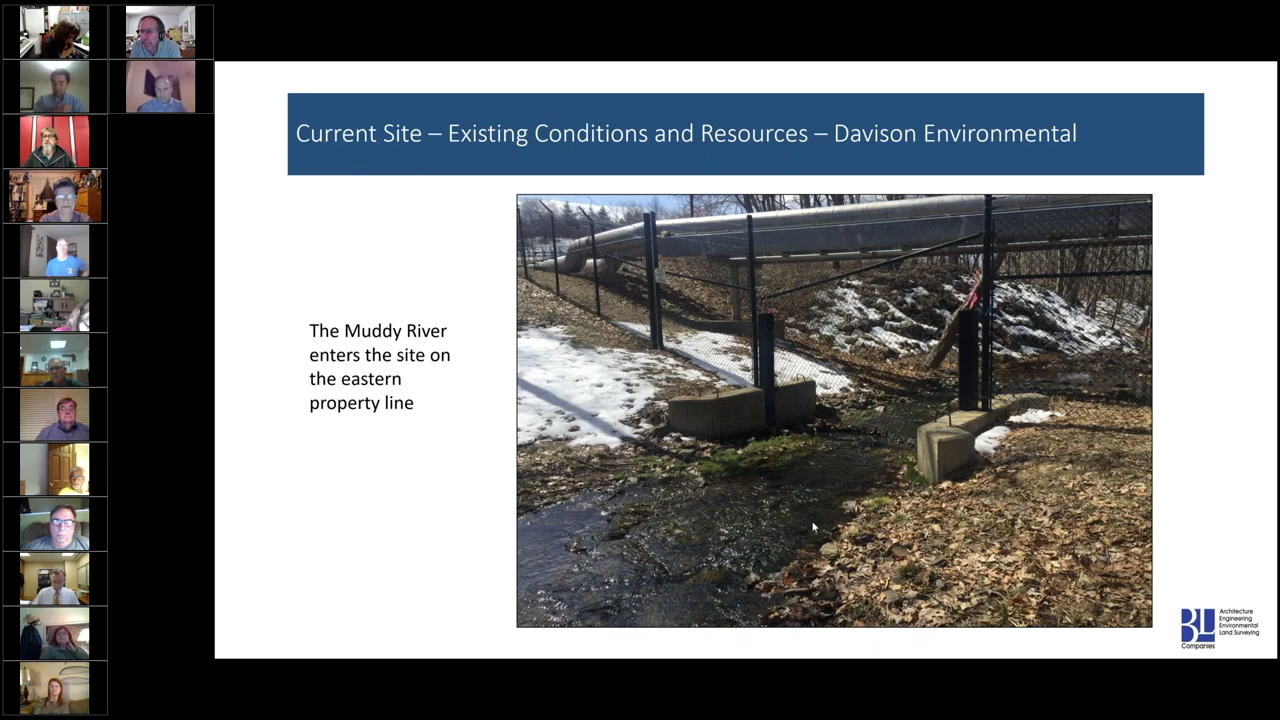 Current Site – Existing Conditions and Resources – Davison Environmental
The Muddy River
enters the site on
the eastern
property line
BL
Companies
Architecture
Engineering
Environmental
Land Surveying